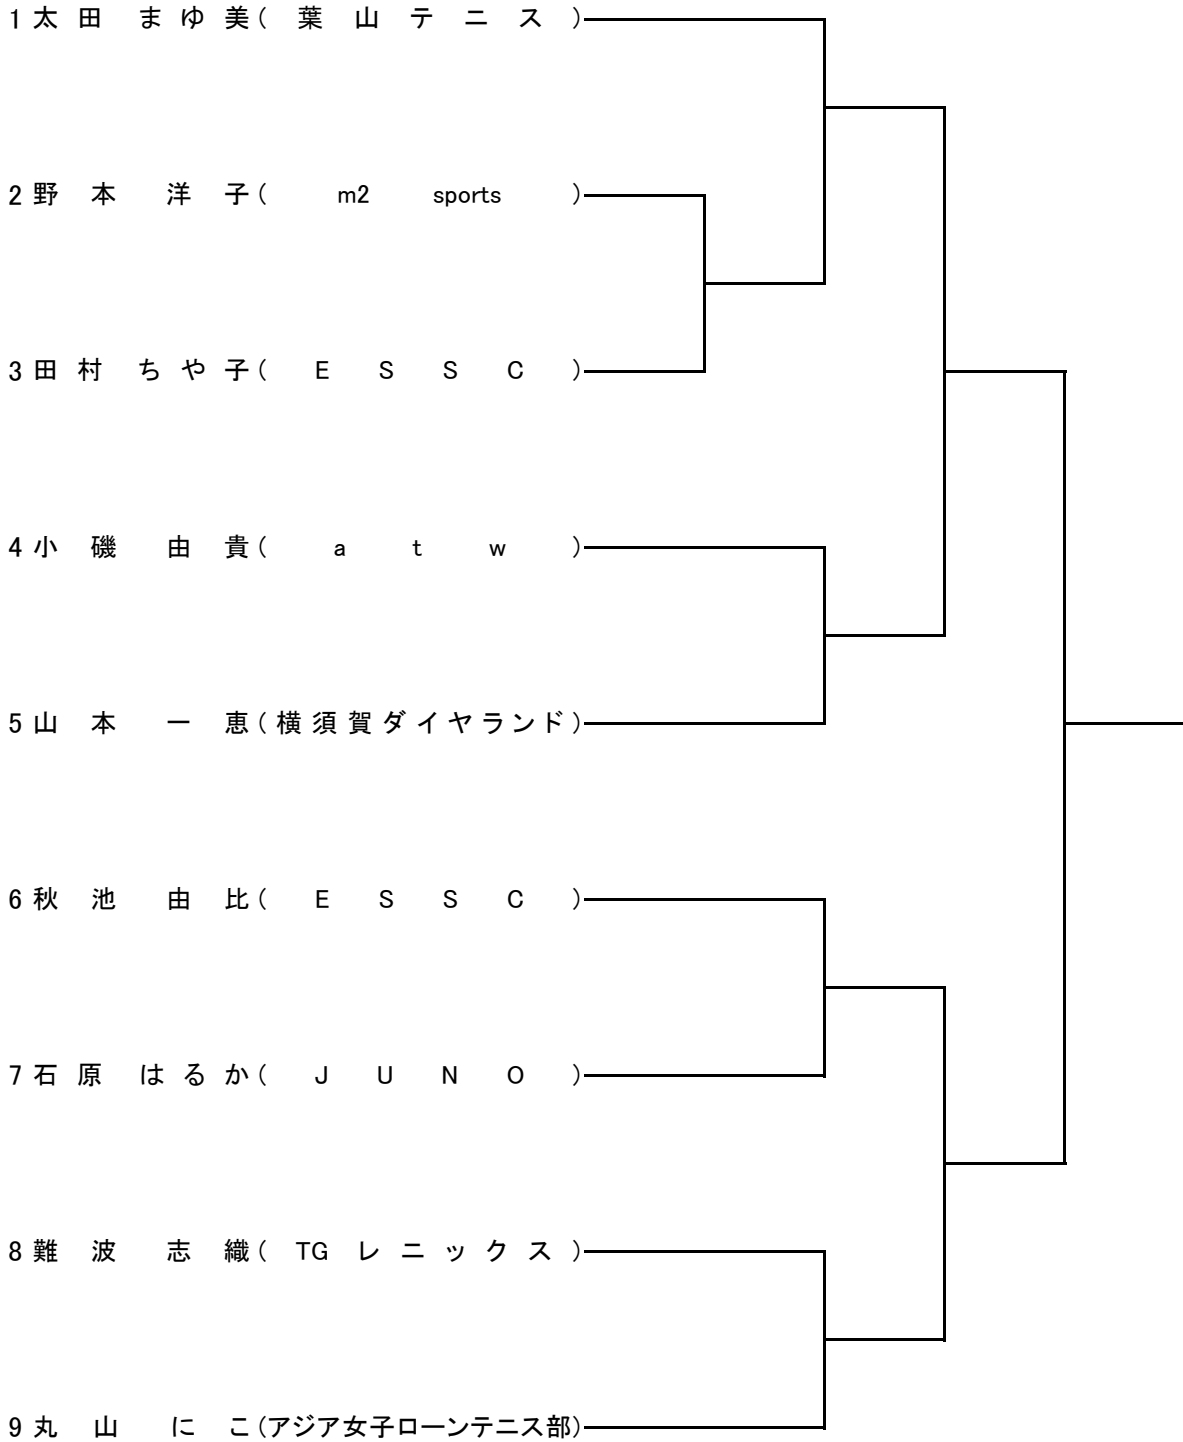 1 太田 まゆ美 (葉山テニス)
2 野本 洋子 (m2 sports)
3 田村 ちや子 (ESSC)
4 小磯 由貴 (atw)
5 山本 一恵 (横須賀ダイヤランド)
6 秋池 由比 (ESSC)
7 石原 はるか (JUNO)
8 難波 志織 (TGレニックス)
9 丸山 にこ (アジア女子ローンテニス部)